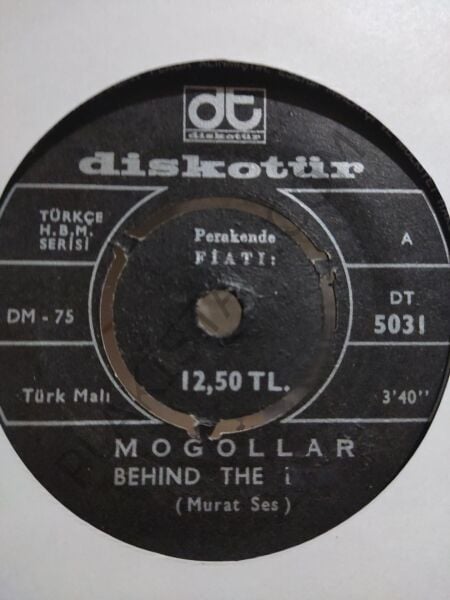 dt
diskotür
diskotür
TÜRKÇE
H.B.M.
SERİSİ
Perakende
FİATI:
A
DM - 75
DT
5031
Türk Malı
12,50 TL.
3'40"
MOGOLLAR
BEHIND THE
(Murat Ses)